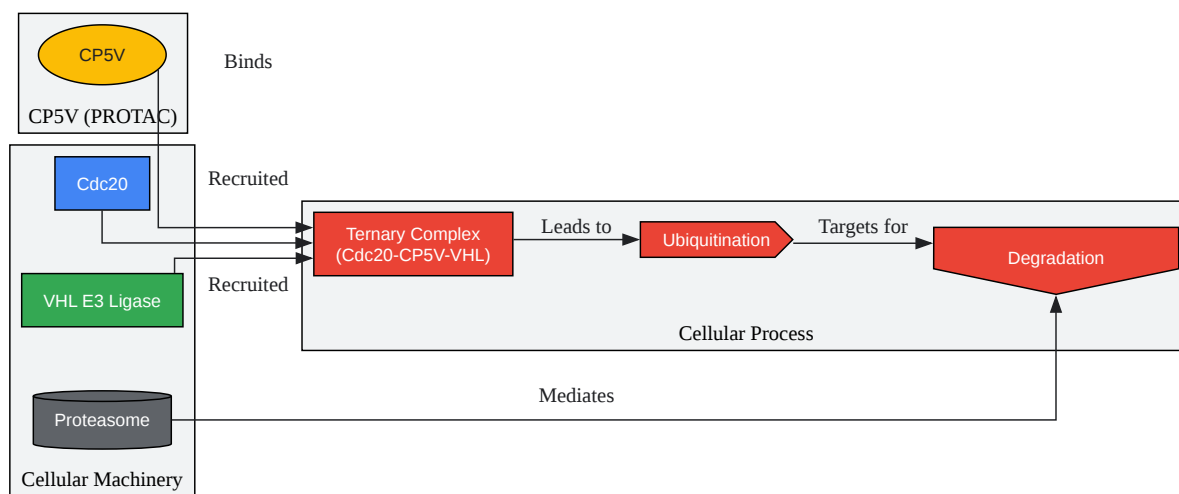 CP5V
Binds
CP5V (PROTAC)
Cdc20
Recruited
Ternary Complex
(Cdc20-CP5V-VHL)
Leads to
Ubiquitination
Targets for
Degradation
VHL E3 Ligase
Recruited
Cellular Process
Mediates
Proteasome
Cellular Machinery